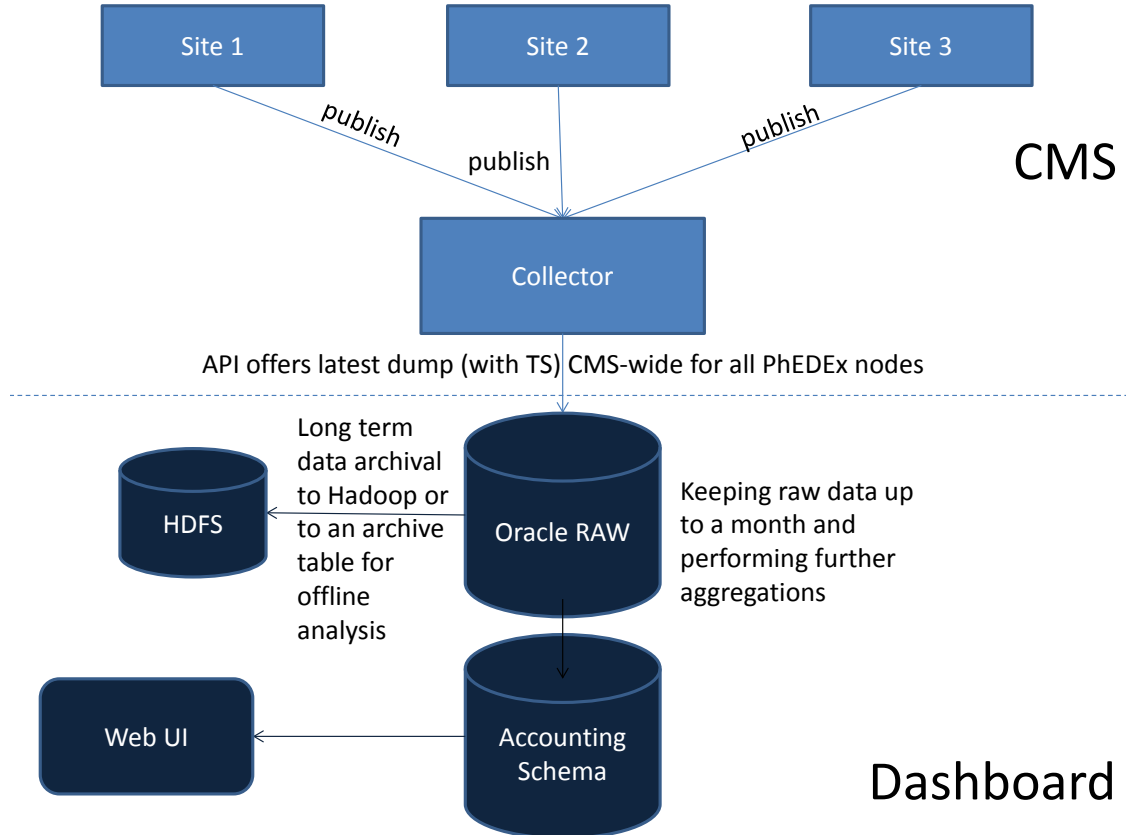 Site 1
Site 2
Site 3
publish
publish
publish
CMS
Collector
API offers latest dump (with TS) CMS-wide for all PhEDEx nodes
Long term
data archival
to Hadoop or
to an archive
table for
offline
analysis
HDFS
Oracle RAW
Keeping raw data up
to a month and
performing further
aggregations
Web UI
Accounting
Schema
Dashboard